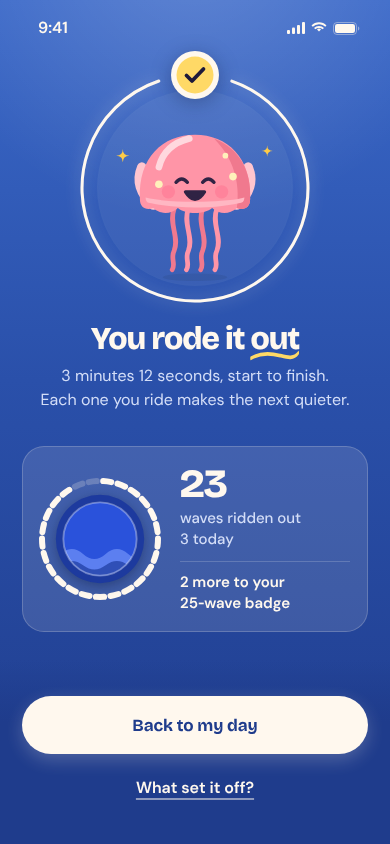 9:41
You rode it out
3 minutes 12 seconds, start to finish.
Each one you ride makes the next quieter.
23
waves ridden out
3 today
2 more to your
25-wave badge
Back to my day
What set it off?